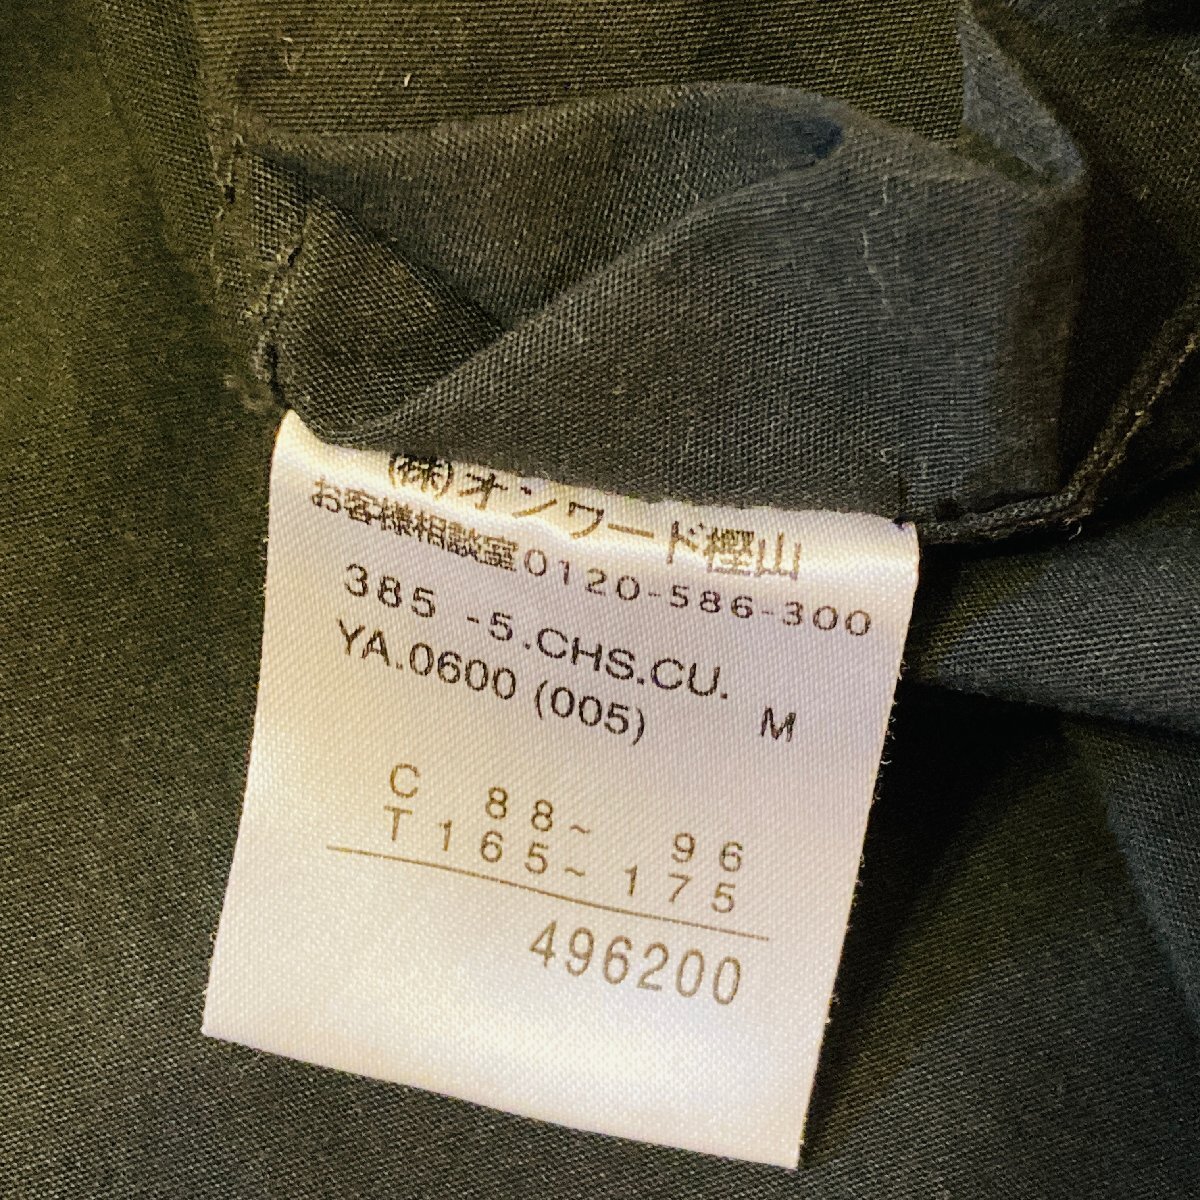 (株)オンワード樫山
お客様相談室0120-586-300
385 -5.CHS.CU.
YA.0600 (005) M
C 88~ 96
T 165~175
496200